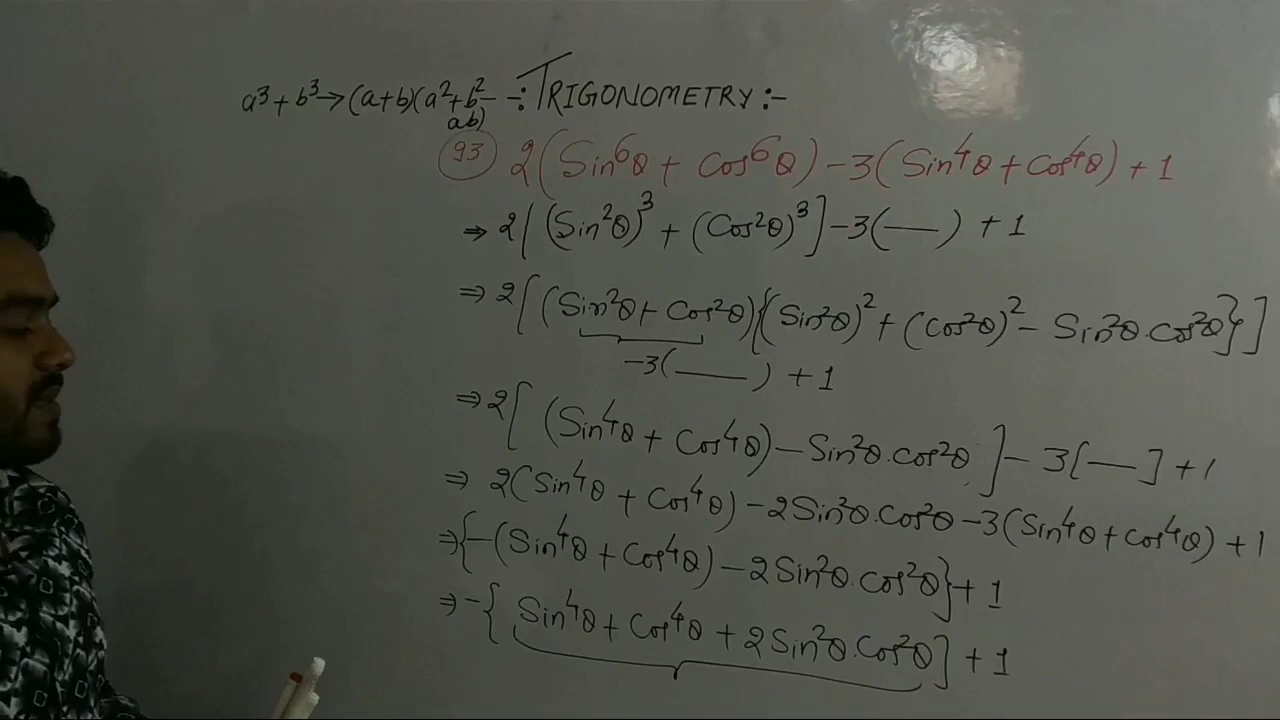 a³ + b³ → (a+b)(a² + b² - ab)
-: TRIGONOMETRY :-
93 2(Sin⁶θ + Cos⁶θ) - 3(Sin⁴θ + Cos⁴θ) + 1
⇒ 2[(Sin²θ)³ + (Cos²θ)³] - 3(—) + 1
⇒ 2[(Sin²θ + Cos²θ){(Sin²θ)² + (Cos²θ)² - Sin²θ.Cos²θ}]
-3(——) + 1
⇒ 2[(Sin⁴θ + Cos⁴θ) - Sin²θ.Cos²θ] - 3[—] + 1
⇒ 2(Sin⁴θ + Cos⁴θ) - 2Sin²θ.Cos²θ - 3(Sin⁴θ + Cos⁴θ) + 1
⇒ {-(Sin⁴θ + Cos⁴θ) - 2Sin²θ.Cos²θ} + 1
⇒ -{Sin⁴θ + Cos⁴θ + 2Sin²θ.Cos²θ] + 1